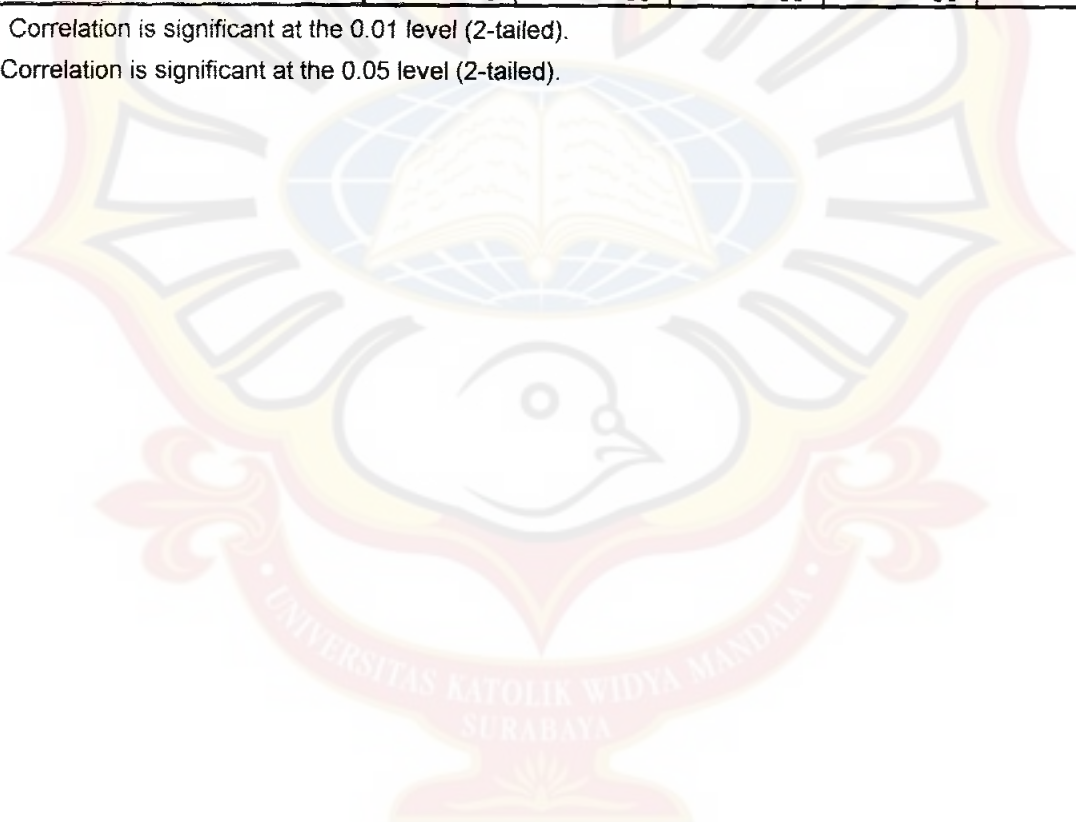 Correlation is significant at the 0.01 level (2-tailed).
Correlation is significant at the 0.05 level (2-tailed).
• UNIVERSITAS KATOLIK WIDYA MANDALA •
SURABAYA